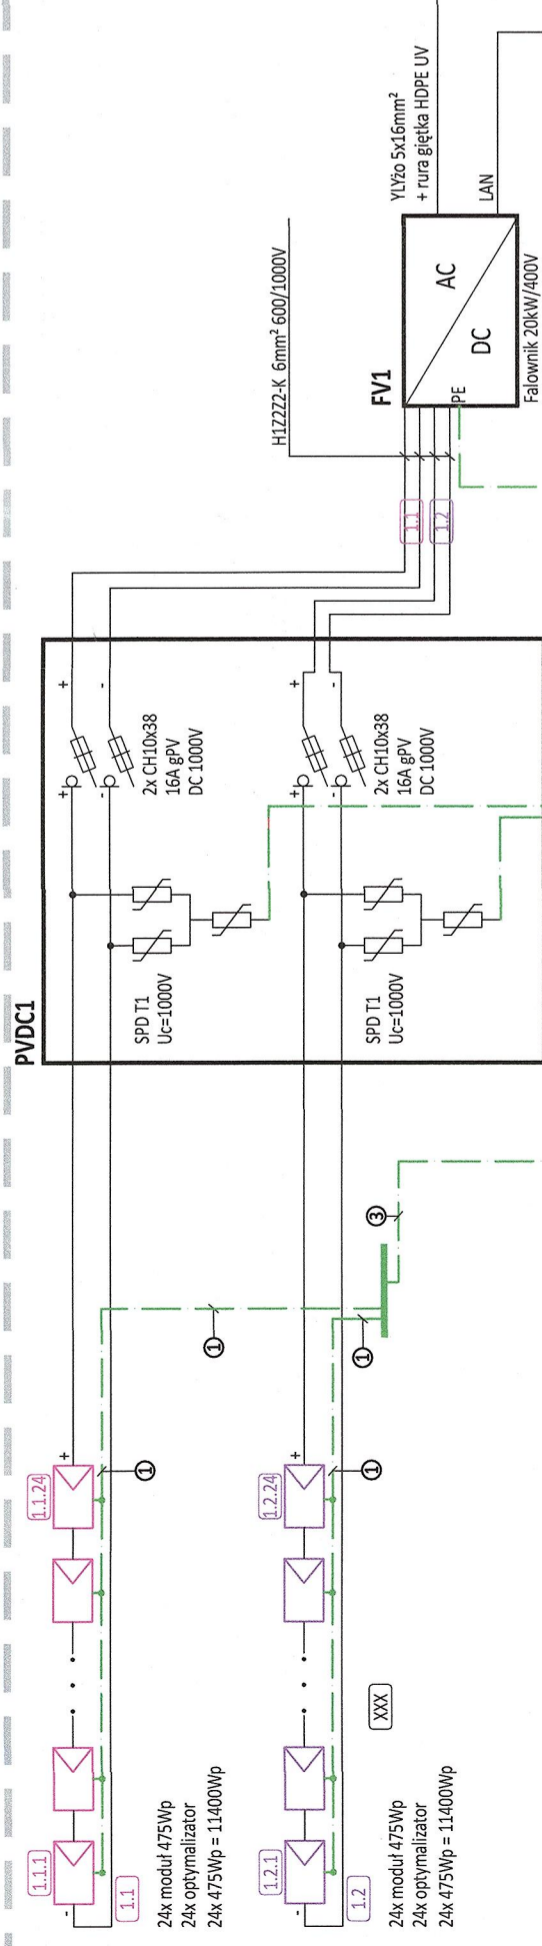 1.1.1
1.1.24
-
+
1.1
24x moduł 475Wp
24x optymalizator
24x 475Wp = 11400Wp
1
1
1.2.1
1.2.24
-
+
1.2
24x moduł 475Wp
24x optymalizator
24x 475Wp = 11400Wp
XXX
1
1
3
PVDC1
SPD T1
Uc=1000V
+
-
+
-
2x CH10x38
16A gPV
DC 1000V
SPD T1
Uc=1000V
+
-
+
-
2x CH10x38
16A gPV
DC 1000V
1.1
1.2
H1Z2Z2-K 6mm² 600/1000V
FV1
PE
DC
AC
Falownik 20kW/400V
YLYżo 5x16mm²
+ rura giętka HDPE UV
LAN